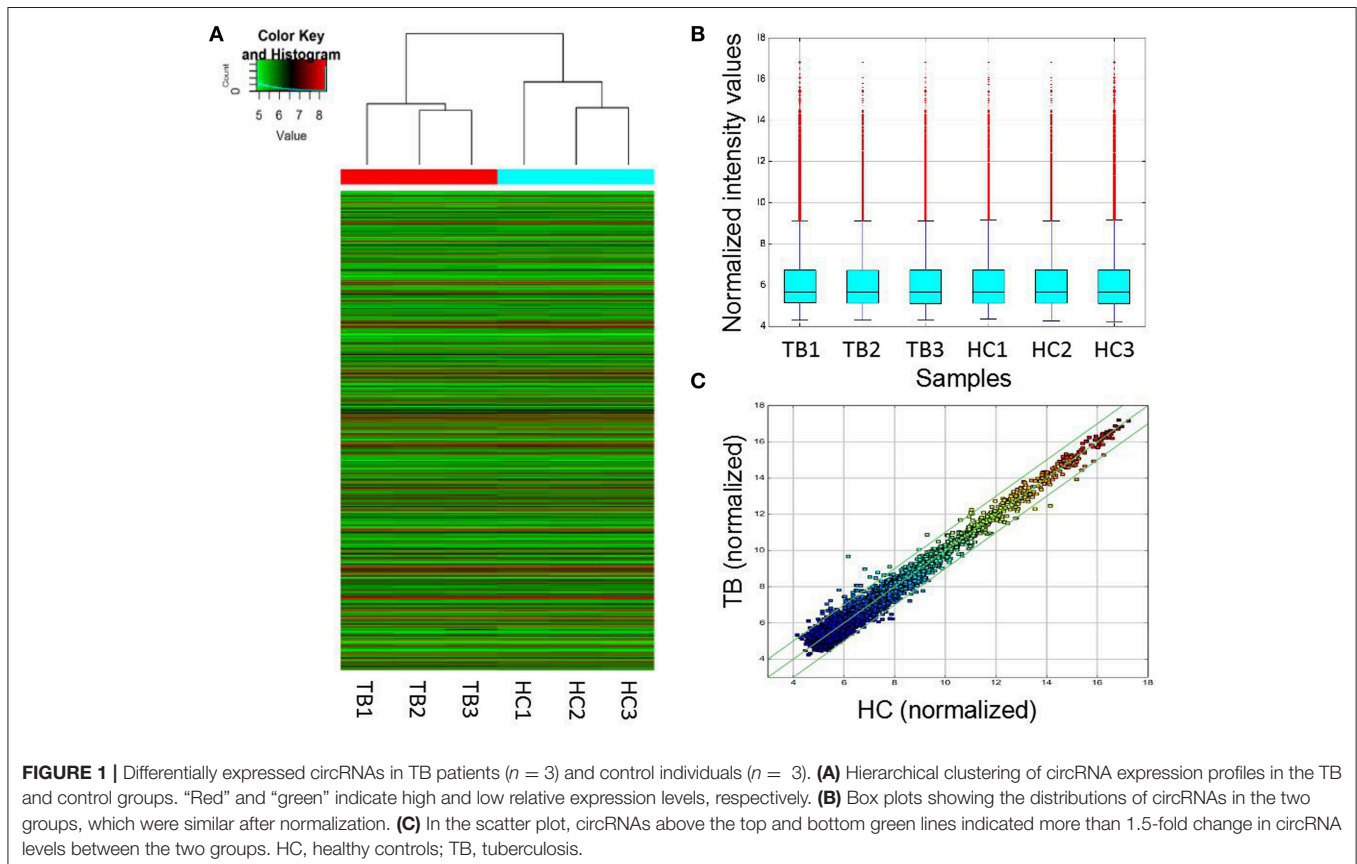 A
Color Key
and Histogram
Count
0
5 6 7 8
Value
TB1
TB2
TB3
HC1
HC2
HC3
B
Normalized intensity values
18
16
14
12
10
8
6
4
TB1 TB2 TB3 HC1 HC2 HC3
Samples
C
TB (normalized)
18
16
14
12
10
8
6
4
4 6 8 10 12 14 16 18
HC (normalized)
FIGURE 1 | Differentially expressed circRNAs in TB patients (n = 3) and control individuals (n = 3). (A) Hierarchical clustering of circRNA expression profiles in the TB
and control groups. “Red” and “green” indicate high and low relative expression levels, respectively. (B) Box plots showing the distributions of circRNAs in the two
groups, which were similar after normalization. (C) In the scatter plot, circRNAs above the top and bottom green lines indicated more than 1.5-fold change in circRNA
levels between the two groups. HC, healthy controls; TB, tuberculosis.